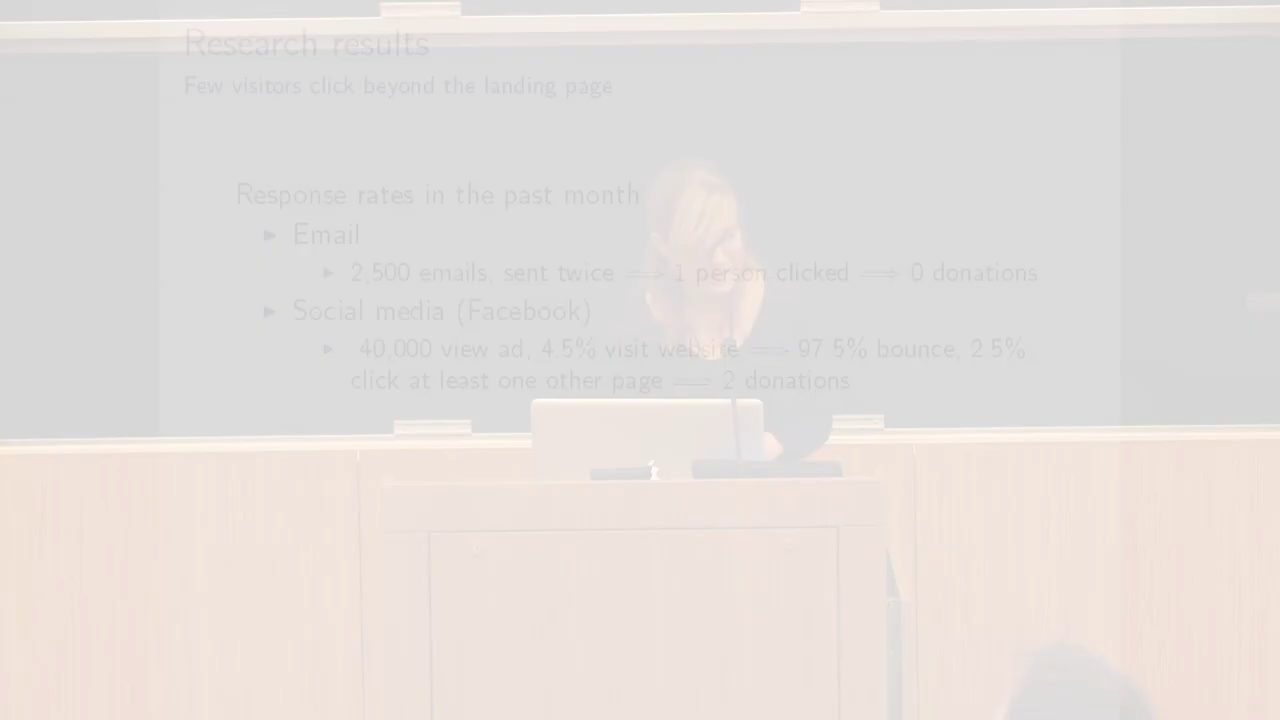 Research results
Few visitors click beyond the landing page
Response rates in the past month
▶ Email
▶ 2,500 emails, sent twice ⟹ 1 person clicked ⟹ 0 donations
▶ Social media (Facebook)
▶ 40,000 view ad, 4.5% visit website ⟹ 97.5% bounce, 2.5%
click at least one other page ⟹ 2 donations